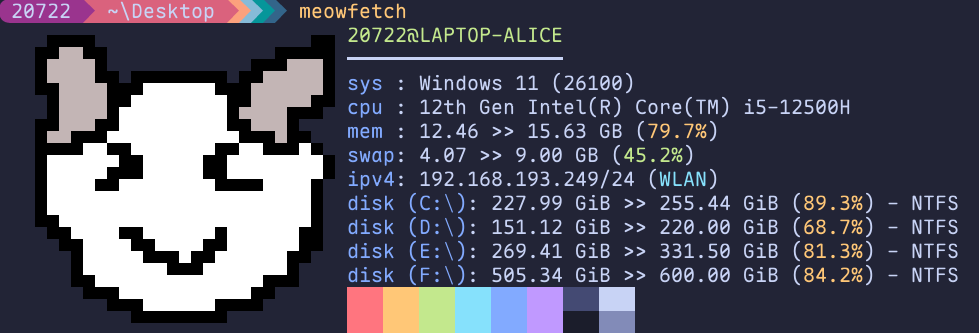 20722 ~\Desktop meowfetch
20722@LAPTOP-ALICE
sys : Windows 11 (26100)
cpu : 12th Gen Intel(R) Core(TM) i5-12500H
mem : 12.46 >> 15.63 GB (79.7%)
swap: 4.07 >> 9.00 GB (45.2%)
ipv4: 192.168.193.249/24 (WLAN)
disk (C:\): 227.99 GiB >> 255.44 GiB (89.3%) - NTFS
disk (D:\): 151.12 GiB >> 220.00 GiB (68.7%) - NTFS
disk (E:\): 269.41 GiB >> 331.50 GiB (81.3%) - NTFS
disk (F:\): 505.34 GiB >> 600.00 GiB (84.2%) - NTFS